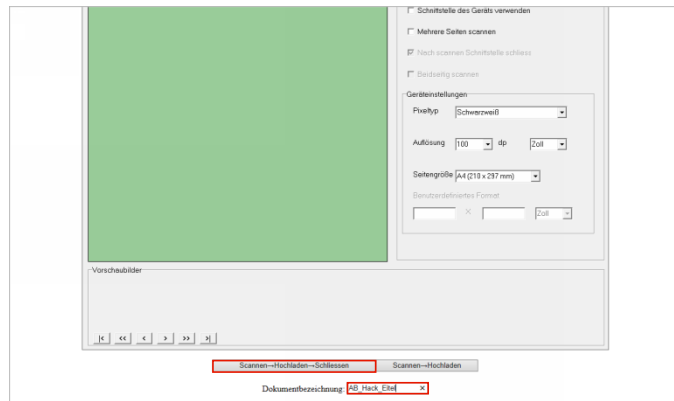 Schnittstelle des Geräts verwenden
Mehrere Seiten scannen
Nach scannen Schnittstelle schliess
Beidseitig scannen
Geräteinstellungen
Pixeltyp Schwarzweiß
Auflösung 100 dp Zoll
Seitengröße A4 (210 x 297 mm)
Benutzerdefiniertes Format
× Zoll
Vorschaubilder
|< << < > >> >|
Scannen→Hochladen→Schliessen Scannen→Hochladen
Dokumentbezeichnung: AB_Hack_Eltel ×